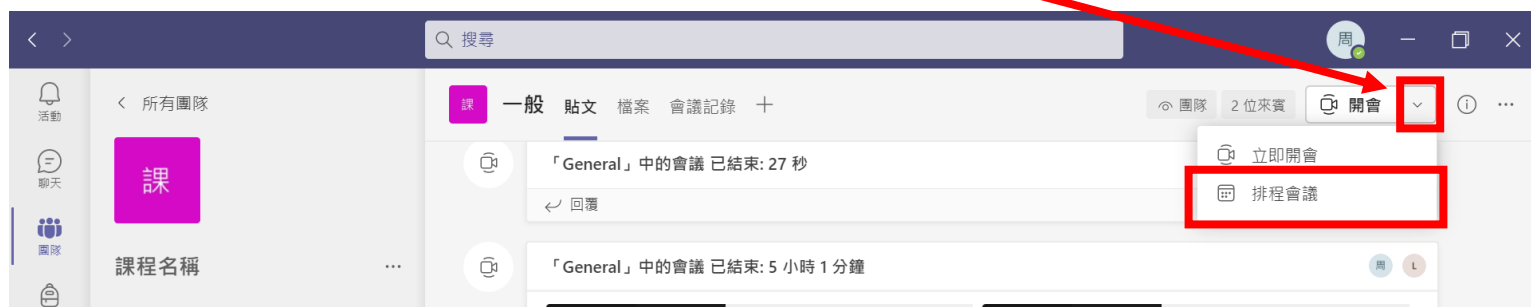 搜尋
周
活動
聊天
團隊
所有團隊
課
課程名稱
課 一般 貼文 檔案 會議記錄
團隊 2 位來賓 開會
立即開會
排程會議
「General」中的會議 已結束: 27 秒
回覆
「General」中的會議 已結束: 5 小時 1 分鐘
周 L